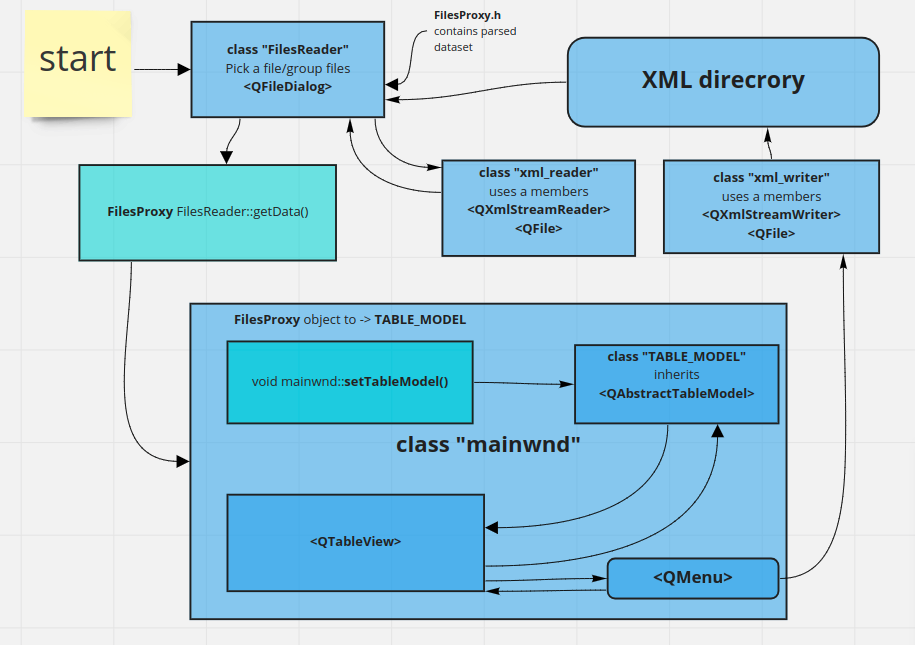 start
class "FilesReader"
Pick a file/group files
<QFileDialog>
FilesProxy.h
contains parsed
dataset
XML direcrory
FilesProxy FilesReader::getData()
class "xml_reader"
uses a members
<QXmlStreamReader>
<QFile>
class "xml_writer"
uses a members
<QXmlStreamWriter>
<QFile>
FilesProxy object to -> TABLE_MODEL
void mainwnd::setTableModel()
class "TABLE_MODEL"
inherits
<QAbstractTableModel>
class "mainwnd"
<QTableView>
<QMenu>